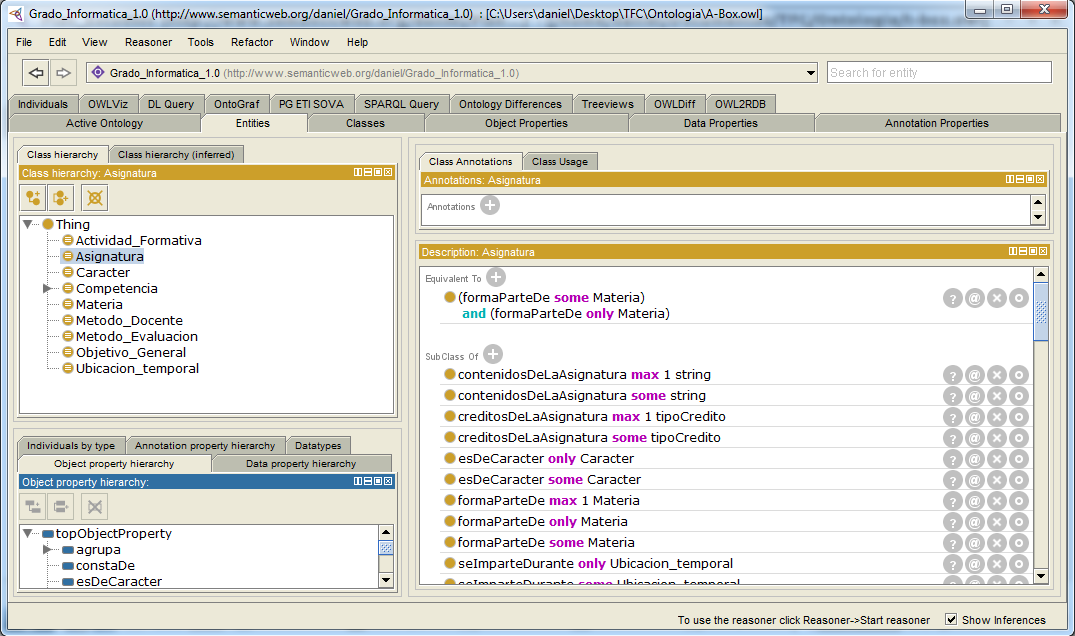 Grado_Informatica_1.0 (http://www.semanticweb.org/daniel/Grado_Informatica_1.0) : [C:\Users\daniel\Desktop\TFC\Ontologia\A-Box.owl]
File Edit View Reasoner Tools Refactor Window Help
Grado_Informatica_1.0 (http://www.semanticweb.org/daniel/Grado_Informatica_1.0)
Search for entity
Individuals OWLViz DL Query OntoGraf PG ETI SOVA SPARQL Query Ontology Differences Treeviews OWLDiff OWL2RDB
Active Ontology Entities Classes Object Properties Data Properties Annotation Properties
Class hierarchy Class hierarchy (inferred)
Class hierarchy: Asignatura
Thing
Actividad_Formativa
Asignatura
Caracter
Competencia
Materia
Metodo_Docente
Metodo_Evaluacion
Objetivo_General
Ubicacion_temporal
Individuals by type Annotation property hierarchy Datatypes
Object property hierarchy Data property hierarchy
Object property hierarchy:
topObjectProperty
agrupa
constaDe
esDeCaracter
Class Annotations Class Usage
Annotations: Asignatura
Annotations
Description: Asignatura
Equivalent To
(formaParteDe some Materia)
and (formaParteDe only Materia)
SubClass Of
contenidosDeLaAsignatura max 1 string
contenidosDeLaAsignatura some string
creditosDeLaAsignatura max 1 tipoCredito
creditosDeLaAsignatura some tipoCredito
esDeCaracter only Caracter
esDeCaracter some Caracter
formaParteDe max 1 Materia
formaParteDe only Materia
formaParteDe some Materia
seImparteDurante only Ubicacion_temporal
seImparteDurante some Ubicacion_temporal
To use the reasoner click Reasoner->Start reasoner Show Inferences